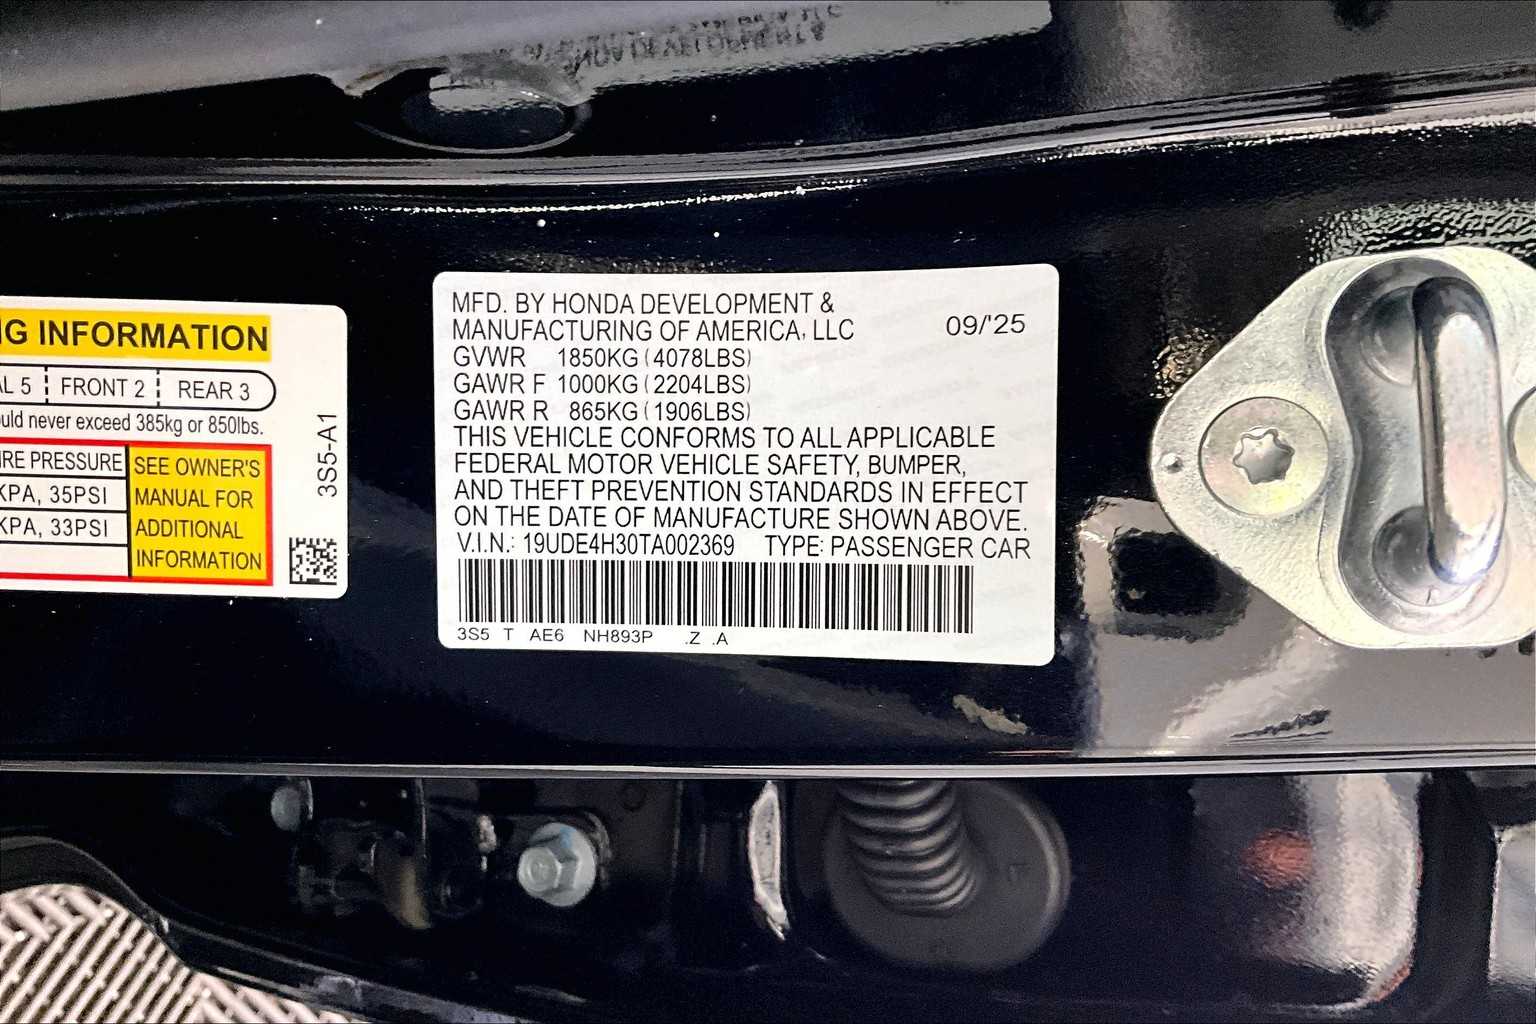 G INFORMATION
AL 5 FRONT 2 REAR 3
never exceed 385kg or 850lbs.
PRESSURE
KPA, 35PSI
KPA, 33PSI
SEE OWNER'S
MANUAL FOR
ADDITIONAL
INFORMATION
3S5-A1
MFD. BY HONDA DEVELOPMENT &
MANUFACTURING OF AMERICA, LLC 09/'25
GVWR 1850KG (4078LBS)
GAWR F 1000KG (2204LBS)
GAWR R 865KG (1906LBS)
THIS VEHICLE CONFORMS TO ALL APPLICABLE
FEDERAL MOTOR VEHICLE SAFETY, BUMPER,
AND THEFT PREVENTION STANDARDS IN EFFECT
ON THE DATE OF MANUFACTURE SHOWN ABOVE.
V.I.N.: 19UDE4H30TA002369 TYPE: PASSENGER CAR
3S5 T AE6 NH893P .Z .A